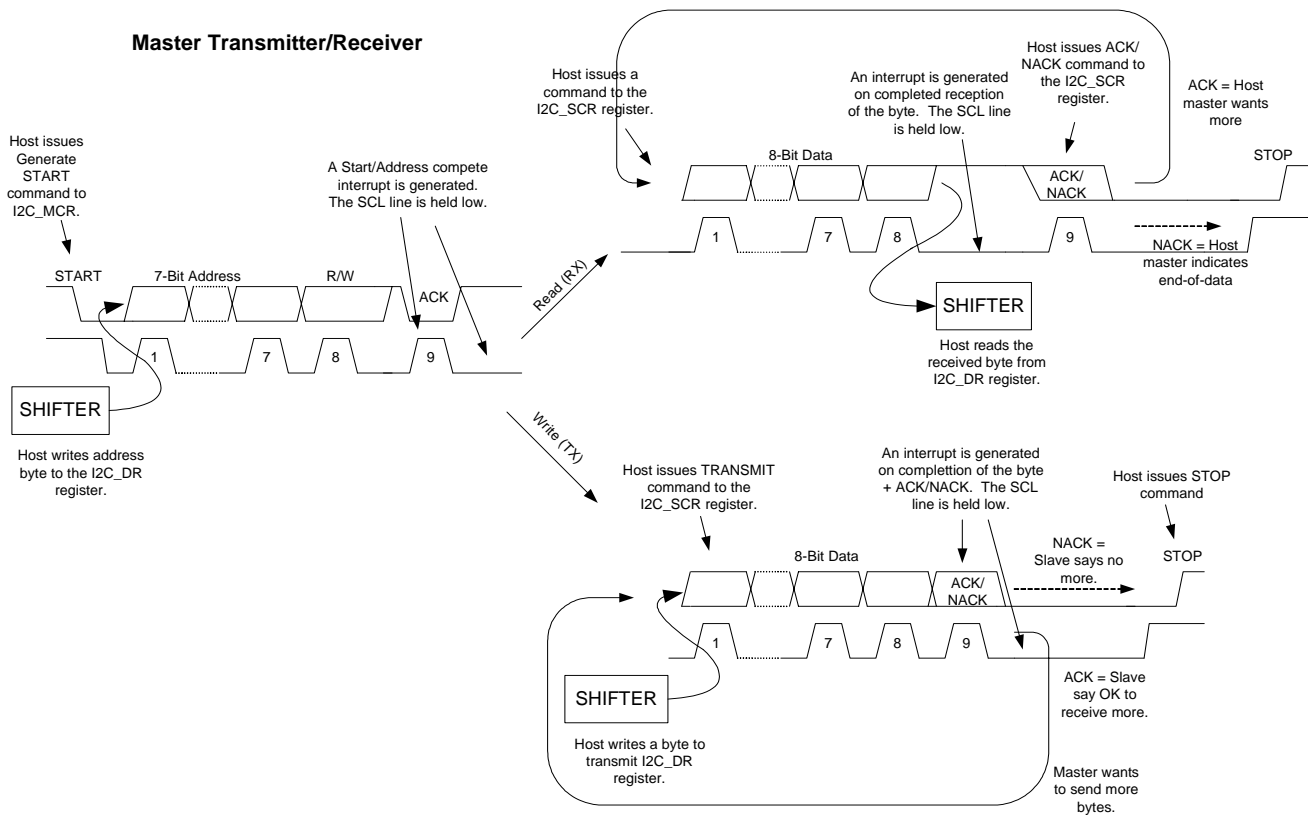 Master Transmitter/Receiver
Host issues
Generate
START
command to
I2C_MCR.
A Start/Address compete
interrupt is generated.
The SCL line is held low.
START
7-Bit Address
R/W
ACK
1
7
8
9
SHIFTER
Host writes address
byte to the I2C_DR
register.
Read (RX)
Write (TX)
Host issues a
command to the
I2C_SCR register.
An interrupt is generated
on completed reception
of the byte. The SCL line
is held low.
Host issues ACK/
NACK command to
the I2C_SCR
register.
ACK = Host
master wants
more
8-Bit Data
STOP
ACK/
NACK
1
7
8
9
NACK = Host
master indicates
end-of-data
SHIFTER
Host reads the
received byte from
I2C_DR register.
Host issues TRANSMIT
command to the
I2C_SCR register.
An interrupt is generated
on complettion of the byte
+ ACK/NACK. The SCL
line is held low.
Host issues STOP
command
8-Bit Data
NACK =
Slave says no
more.
STOP
ACK/
NACK
1
7
8
9
SHIFTER
ACK = Slave
say OK to
receive more.
Host writes a byte to
transmit I2C_DR
register.
Master wants
to send more
bytes.